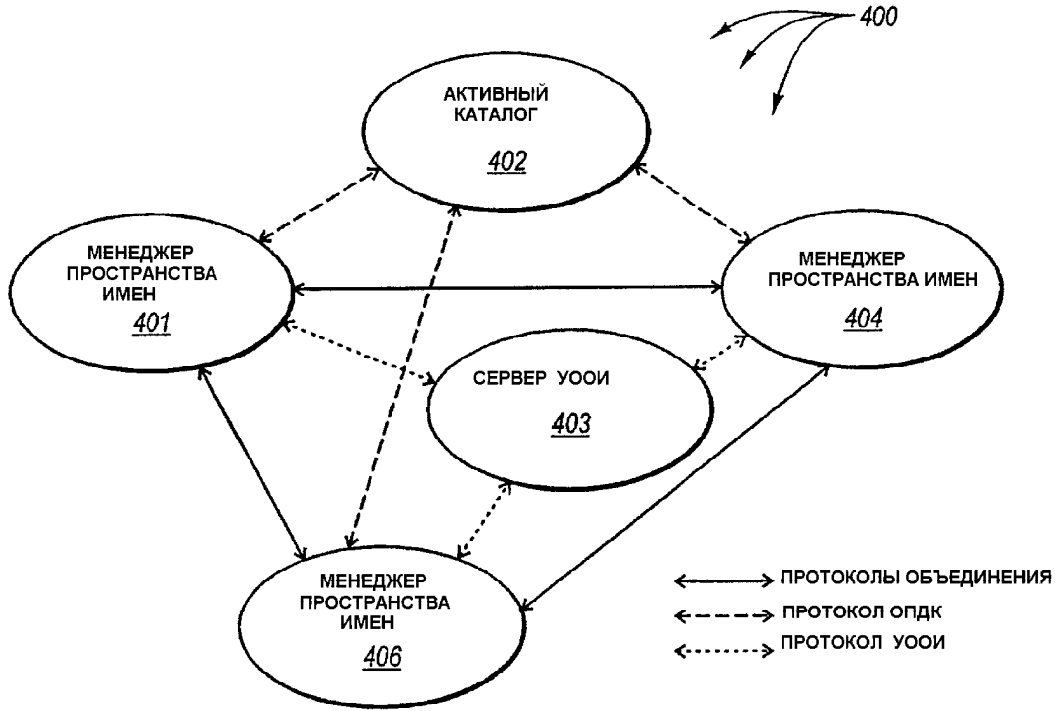 400
АКТИВНЫЙ
КАТАЛОГ
402
МЕНЕДЖЕР
ПРОСТРАНСТВА
ИМЕН
401
МЕНЕДЖЕР
ПРОСТРАНСТВА ИМЕН
404
СЕРВЕР УООИ
403
МЕНЕДЖЕР
ПРОСТРАНСТВА
ИМЕН
406
ПРОТОКОЛЫ ОБЪЕДИНЕНИЯ
ПРОТОКОЛ ОПДК
ПРОТОКОЛ УООИ